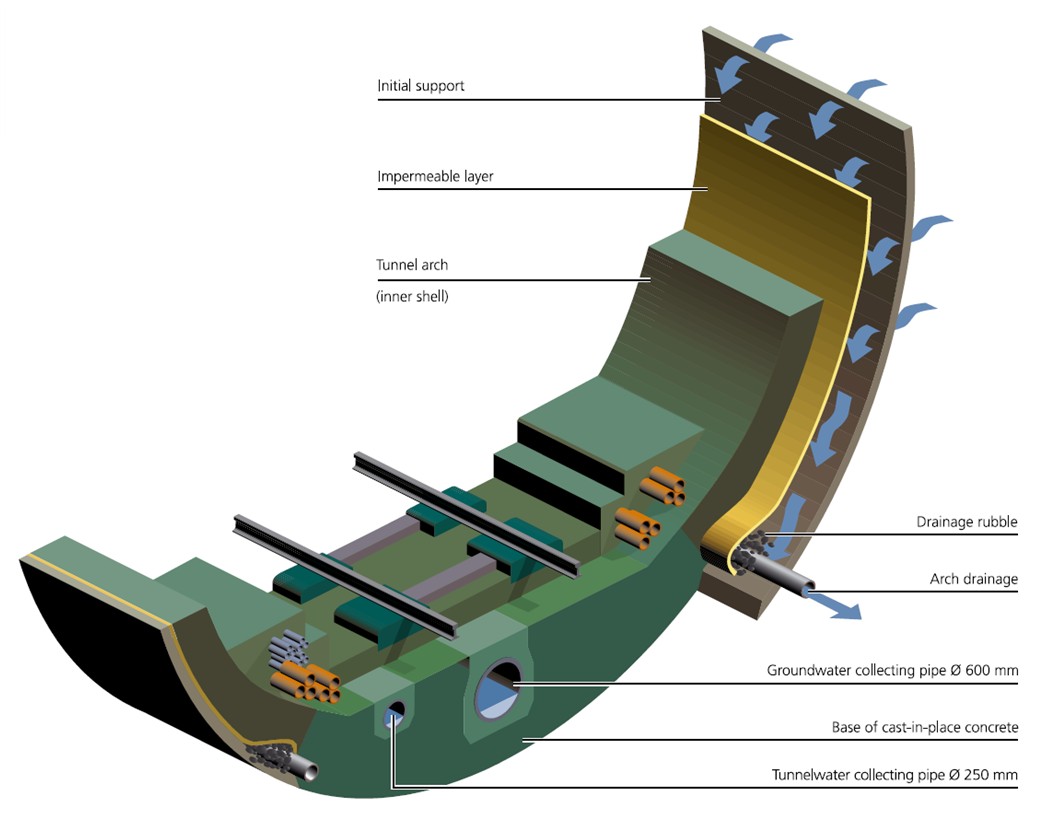 Initial support
Impermeable layer
Tunnel arch
(inner shell)
Drainage rubble
Arch drainage
Groundwater collecting pipe Ø 600 mm
Base of cast-in-place concrete
Tunnelwater collecting pipe Ø 250 mm